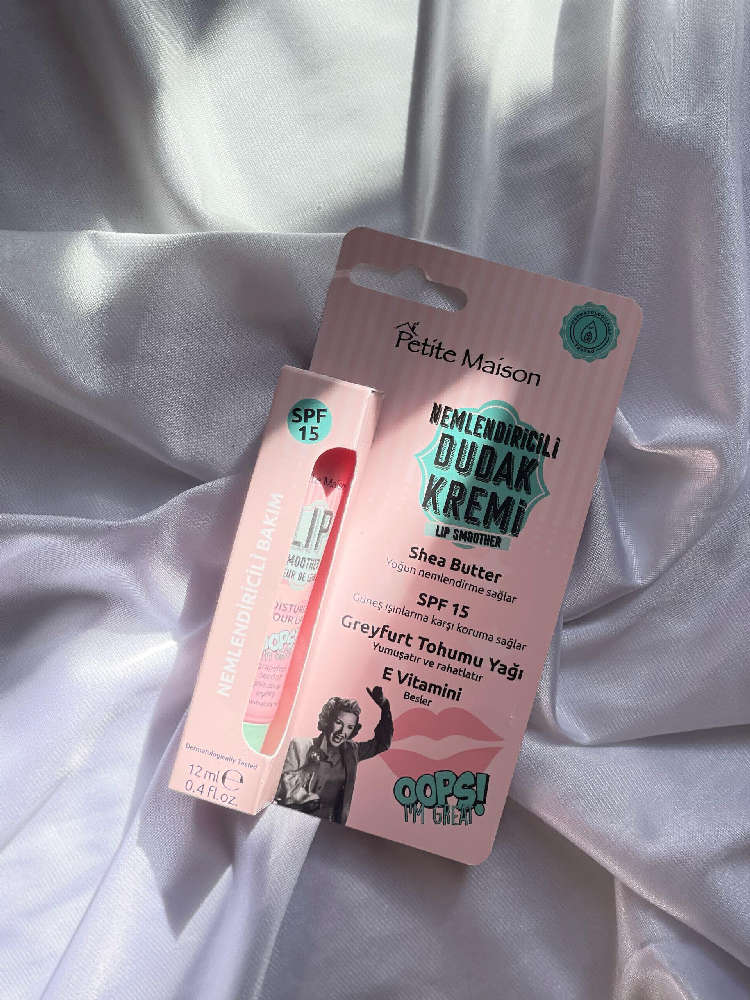 Petite Maison
NEMLENDİRİCİLİ
DUDAK
KREMİ
LIP SMOOTHER
Shea Butter
Yoğun nemlendirme sağlar
SPF 15
Güneş ışınlarına karşı koruma sağlar
Greyfurt Tohumu Yağı
Yumuşatır ve rahatlatır
E Vitamini
Besler
OOPS!
I'M GREAT
SPF
15
NEMLENDİRİCİLİ BAKIM
LIP
OOPS!
Dermatologically Tested
12 ml e
0.4 fl.oz.